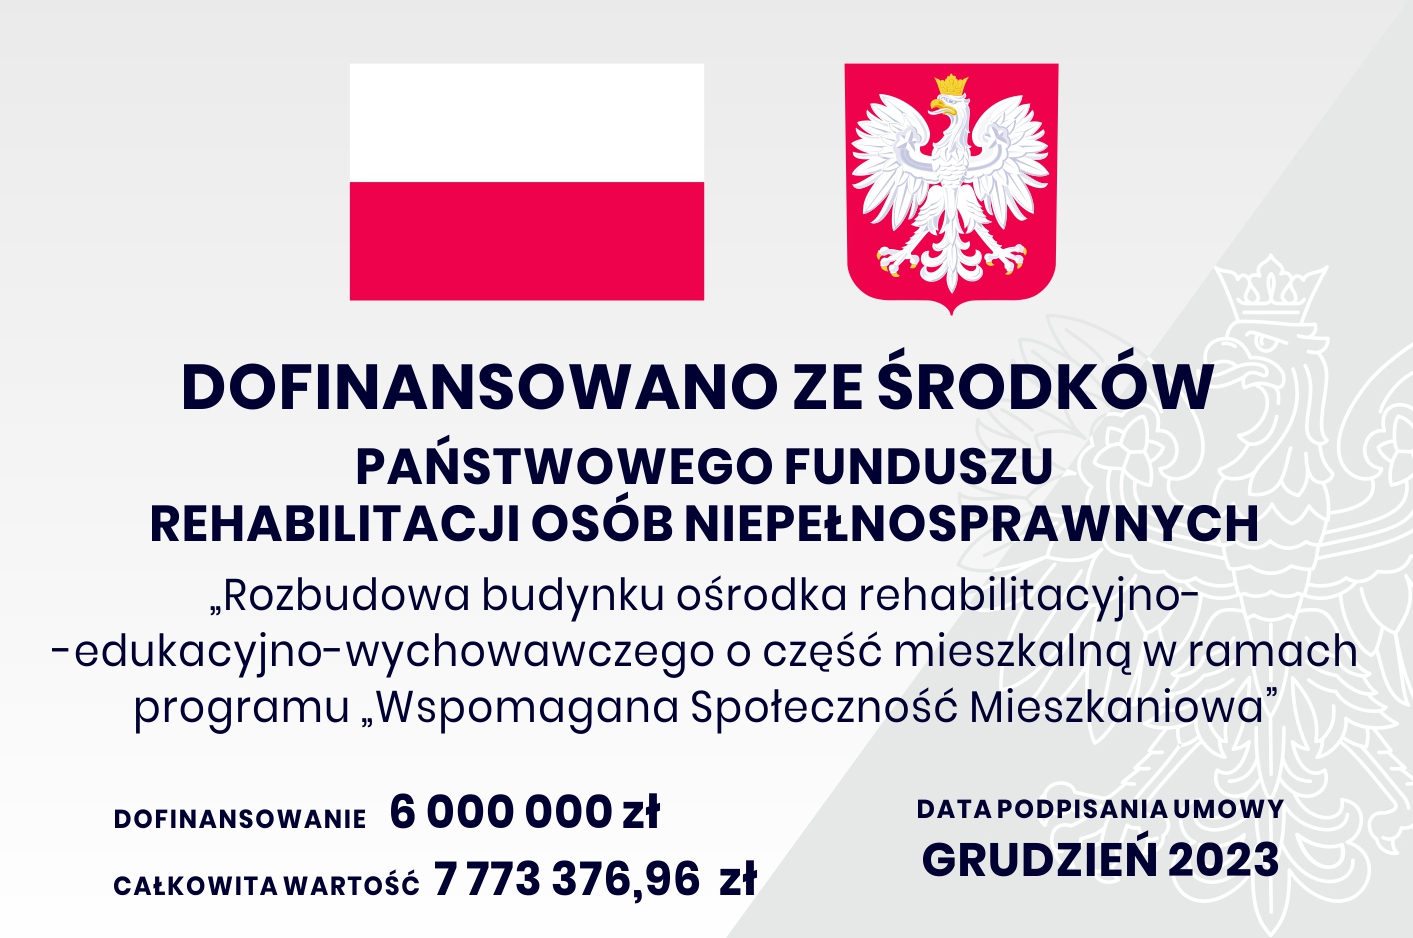 DOFINANSOWANO ZE ŚRODKÓW
PAŃSTWOWEGO FUNDUSZU
REHABILITACJI OSÓB NIEPEŁNOSPRAWNYCH
„Rozbudowa budynku ośrodka rehabilitacyjno-
-edukacyjno-wychowawczego o część mieszkalną w ramach
programu „Wspomagana Społeczność Mieszkaniowa”
DOFINANSOWANIE 6 000 000 zł
CAŁKOWITA WARTOŚĆ 7 773 376,96 zł
DATA PODPISANIA UMOWY
GRUDZIEŃ 2023